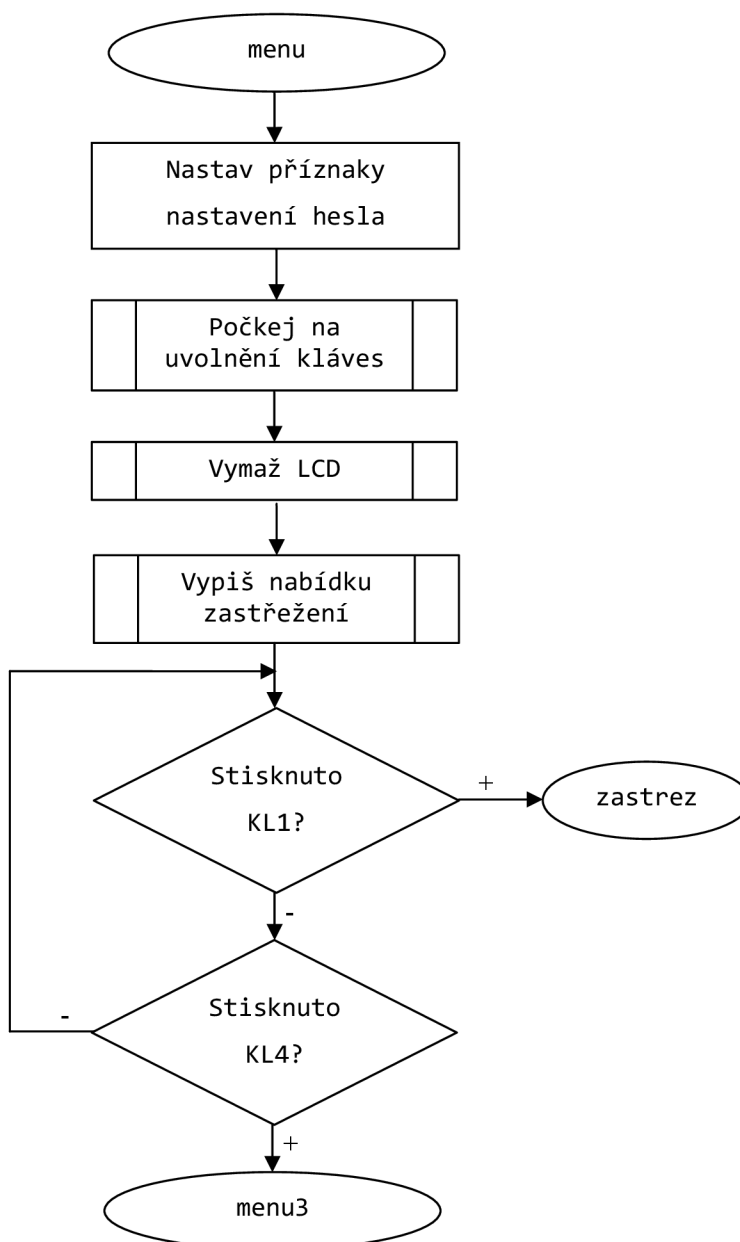 menu
Nastav příznaky
nastavení hesla
Počkej na
uvolnění kláves
Vymaž LCD
Vypiš nabídku
zastřežení
Stisknuto
KL1?
+
zastrez
-
Stisknuto
KL4?
-
+
menu3